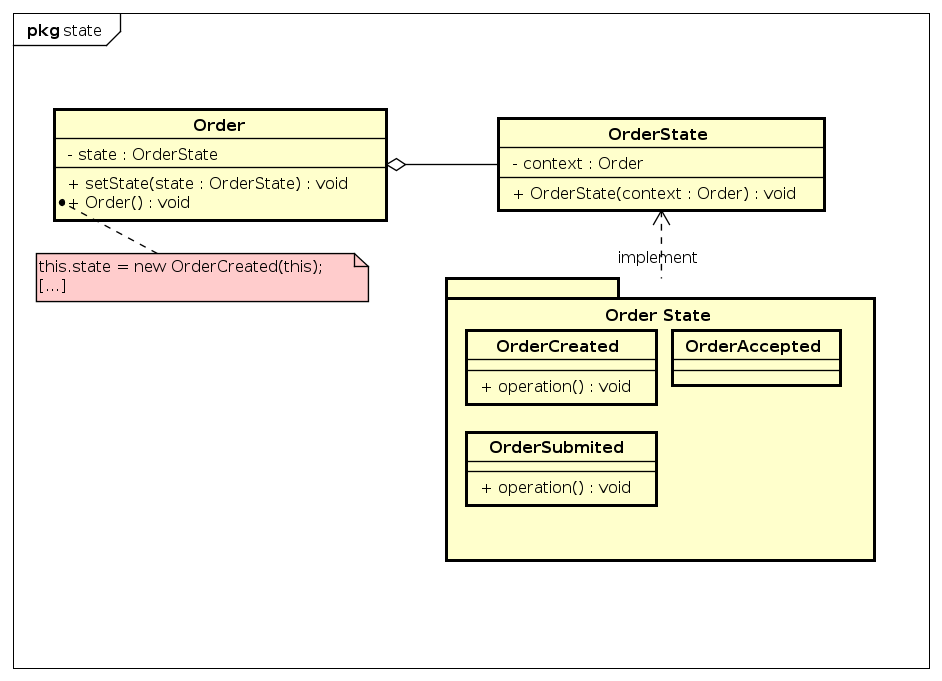 pkg state
Order
- state : OrderState
+ setState(state : OrderState) : void
+ Order() : void
this.state = new OrderCreated(this);
[...]
OrderState
- context : Order
+ OrderState(context : Order) : void
implement
Order State
OrderCreated
+ operation() : void
OrderAccepted
OrderSubmited
+ operation() : void